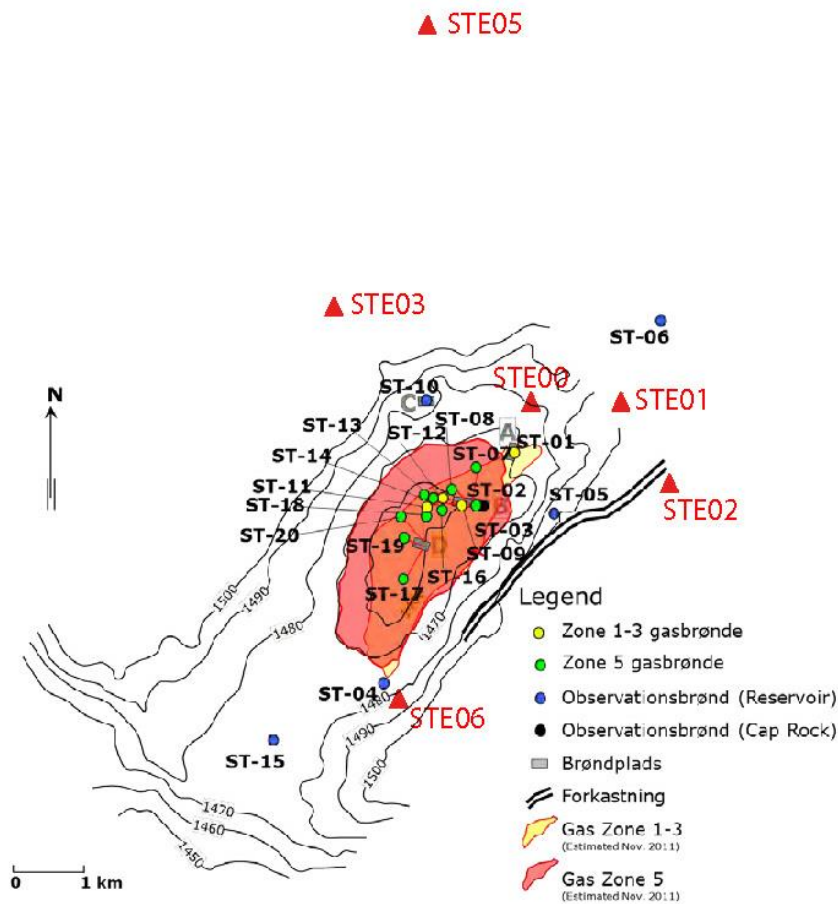 STE05
STE03
ST-06
ST-10
STE00
STE01
C
ST-08
ST-13
ST-12
A
ST-01
N
ST-14
ST-07
ST-11
ST-02
ST-05
STE02
ST-18
B
ST-20
ST-03
ST-19
D
ST-09
ST-16
1500
1490
ST-17
1480
1470
Legend
Zone 1-3 gasbrønde
Zone 5 gasbrønde
ST-04
1480
Observationsbrønd (Reservoir)
STE06
Observationsbrønd (Cap Rock)
1490
ST-15
Brøndplads
1500
Forkastning
1470
1460
Gas Zone 1-3
(Estimated Nov. 2011)
1450
0 1 km
Gas Zone 5
(Estimated Nov. 2011)